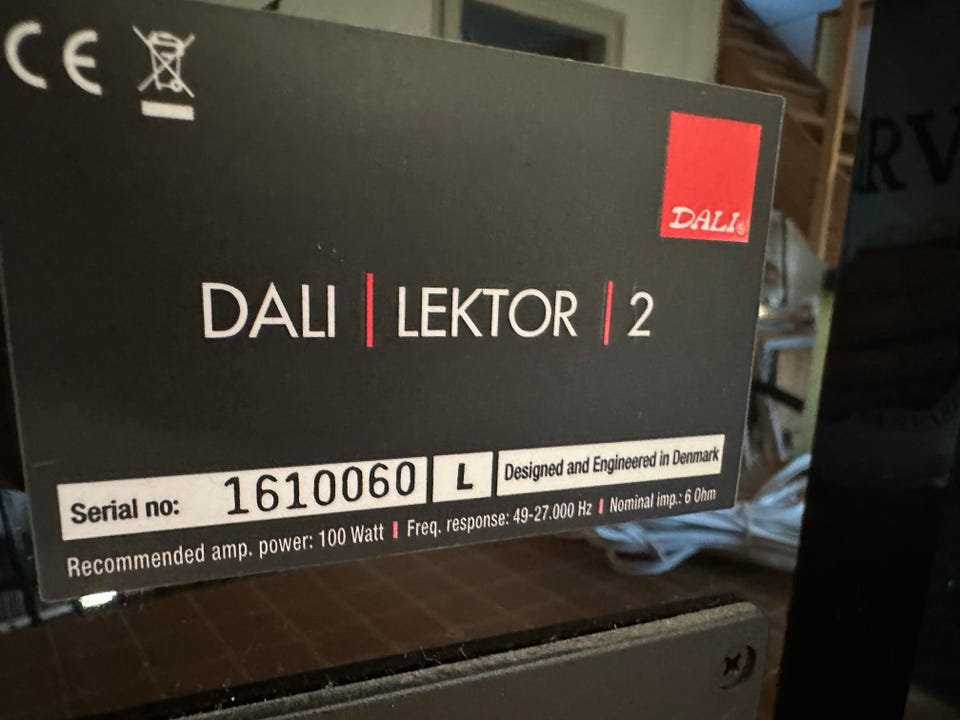 CE
DALI
DALI | LEKTOR | 2
Serial no: 1610060 L Designed and Engineered in Denmark
Recommended amp. power: 100 Watt | Freq. response: 49-27.000 Hz | Nominal imp.: 6 Ohm
RV